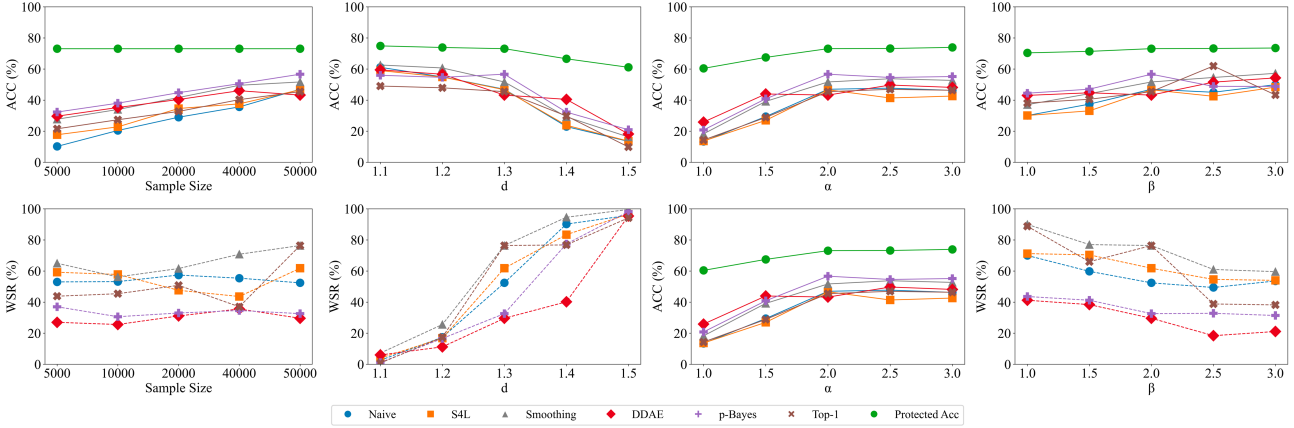 100
80
60
40
20
0
ACC (%)
5000 10000 20000 40000 50000
Sample Size
100
80
60
40
20
0
ACC (%)
1.1 1.2 1.3 1.4 1.5
d
100
80
60
40
20
0
ACC (%)
1.0 1.5 2.0 2.5 3.0
α
100
80
60
40
20
0
ACC (%)
1.0 1.5 2.0 2.5 3.0
β
100
80
60
40
20
0
WSR (%)
5000 10000 20000 40000 50000
Sample Size
100
80
60
40
20
0
WSR (%)
1.1 1.2 1.3 1.4 1.5
d
100
80
60
40
20
0
ACC (%)
1.0 1.5 2.0 2.5 3.0
α
100
80
60
40
20
0
WSR (%)
1.0 1.5 2.0 2.5 3.0
β
Naive S4L Smoothing DDAE p-Bayes Top-1 Protected Acc